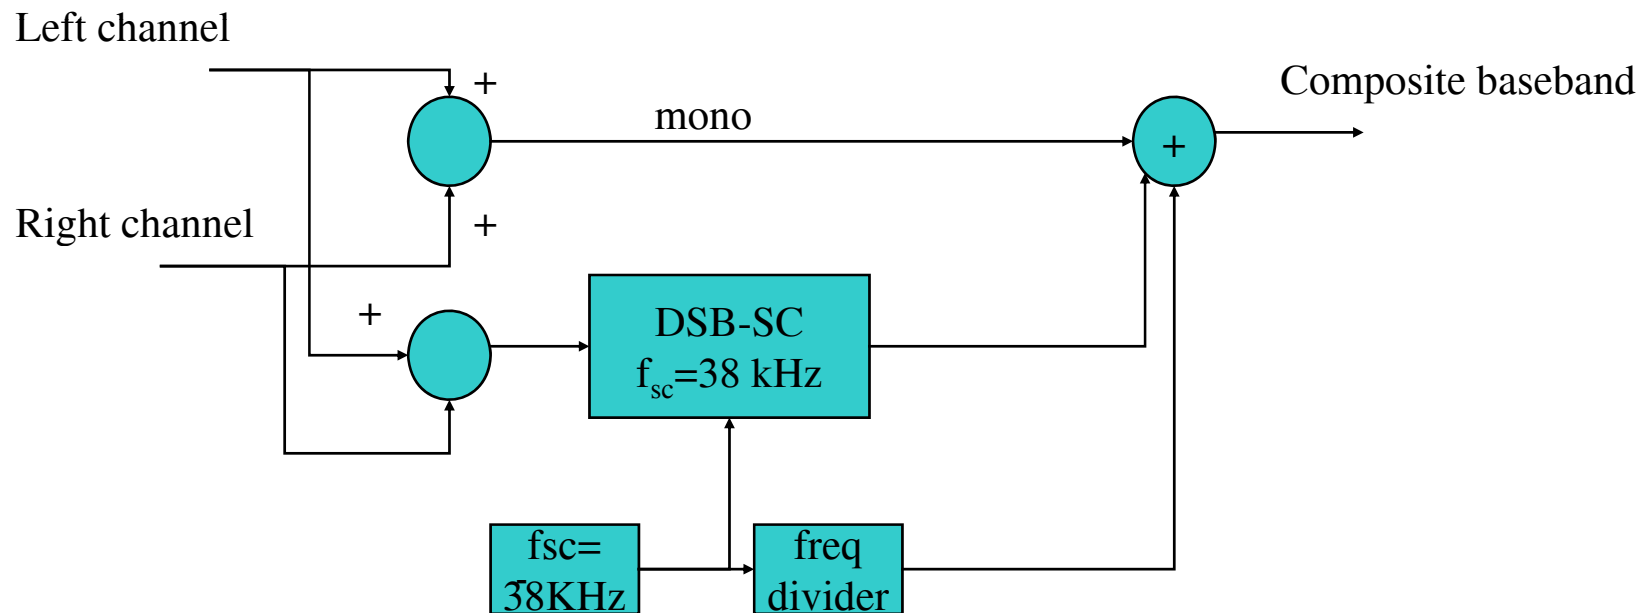 Left channel
+
Composite baseband
mono
+
Right channel
+
+
DSB-SC
fsc=38 kHz
fsc=
38KHz
-
freq
divider